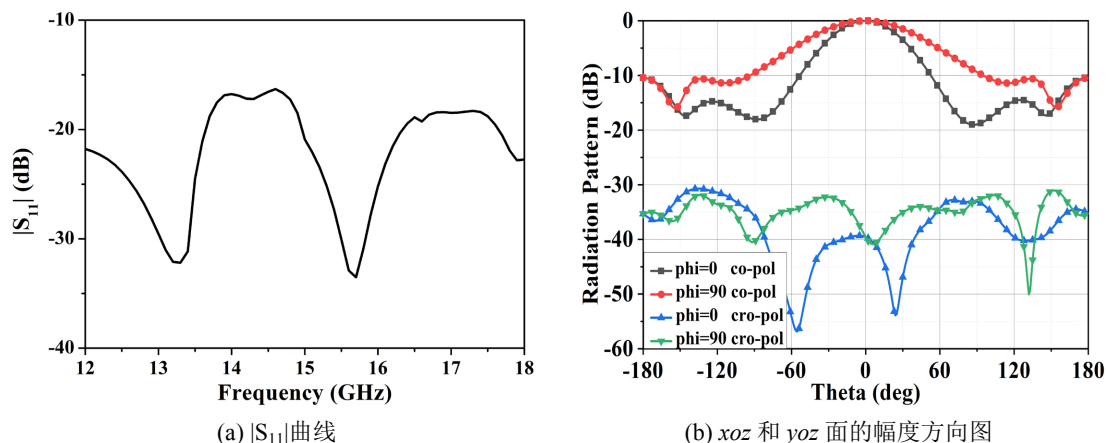 -10
-20
-30
-40
|S11| (dB)
12 13 14 15 16 17 18
Frequency (GHz)
(a) |S11|曲线
0
-10
-20
-30
-40
-50
-60
Radiation Pattern (dB)
phi=0 co-pol
phi=90 co-pol
phi=0 cro-pol
phi=90 cro-pol
-180 -120 -60 0 60 120 180
Theta (deg)
(b) xoz 和 yoz 面的幅度方向图